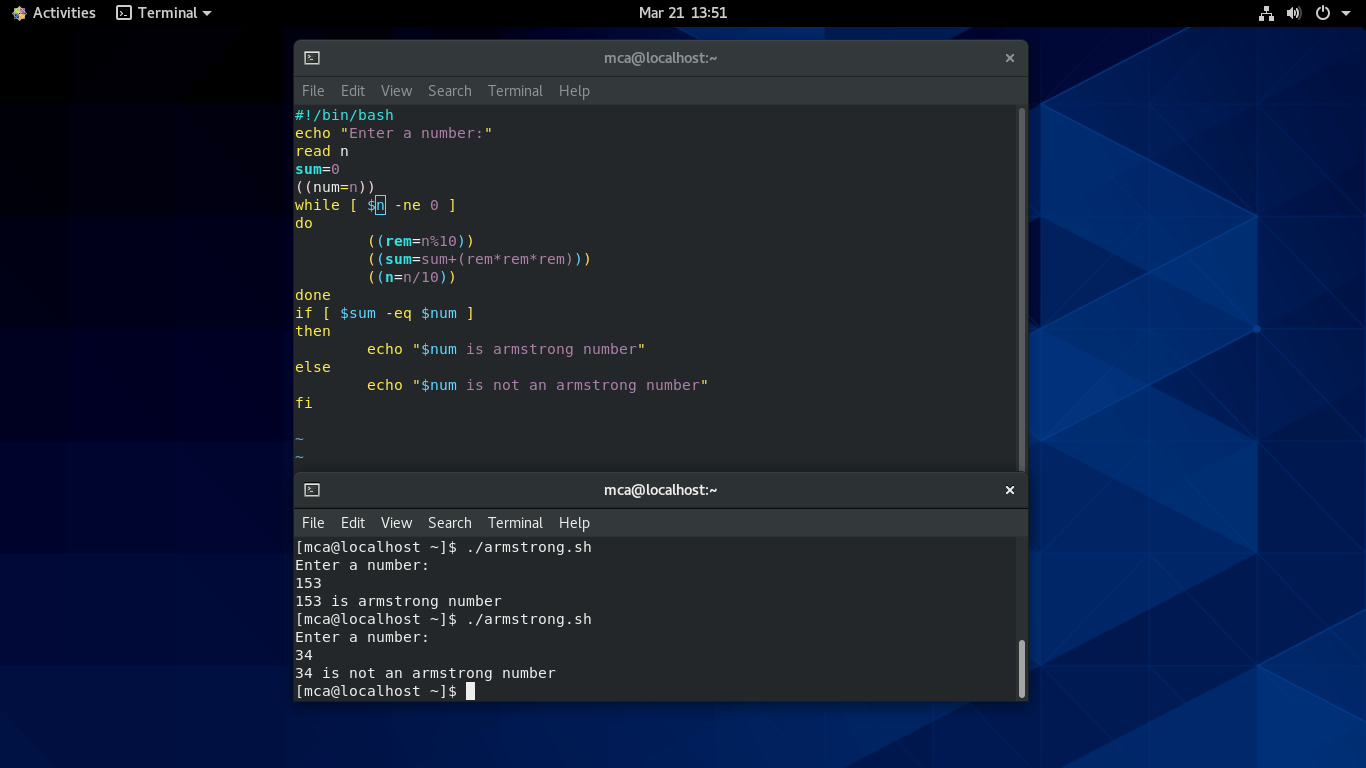 Activities Terminal Mar 21 13:51
mca@localhost:~
File Edit View Search Terminal Help
#!/bin/bash
echo "Enter a number:"
read n
sum=0
((num=n))
while [ $n -ne 0 ]
do
        ((rem=n%10))
        ((sum=sum+(rem*rem*rem)))
        ((n=n/10))
done
if [ $sum -eq $num ]
then
        echo "$num is armstrong number"
else
        echo "$num is not an armstrong number"
fi
~
~
mca@localhost:~
File Edit View Search Terminal Help
[mca@localhost ~]$ ./armstrong.sh
Enter a number:
153
153 is armstrong number
[mca@localhost ~]$ ./armstrong.sh
Enter a number:
34
34 is not an armstrong number
[mca@localhost ~]$